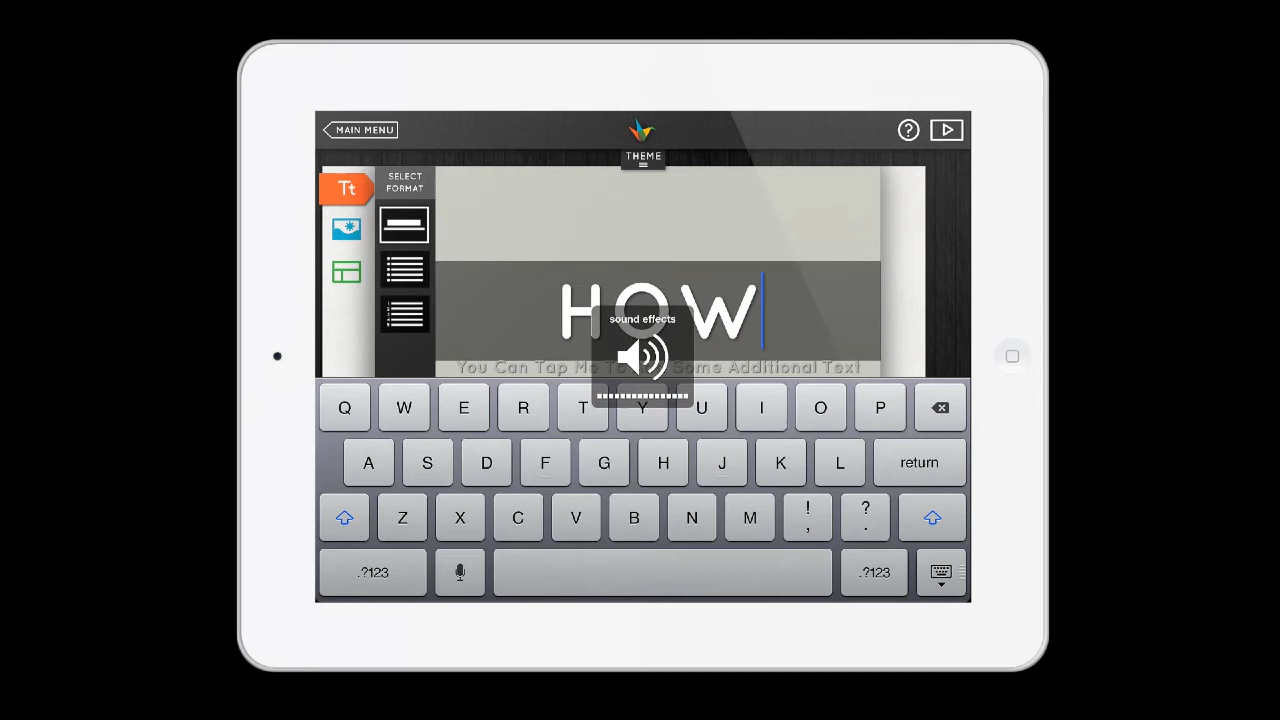 MAIN MENU
THEME
SELECT
FORMAT
Tt
HOW
sound effects
You Can Tap Me To Some Additional Text
Q W E R T Y U I O P
A S D F G H J K L return
Z X C V B N M ! , ? .
.?123 .?123